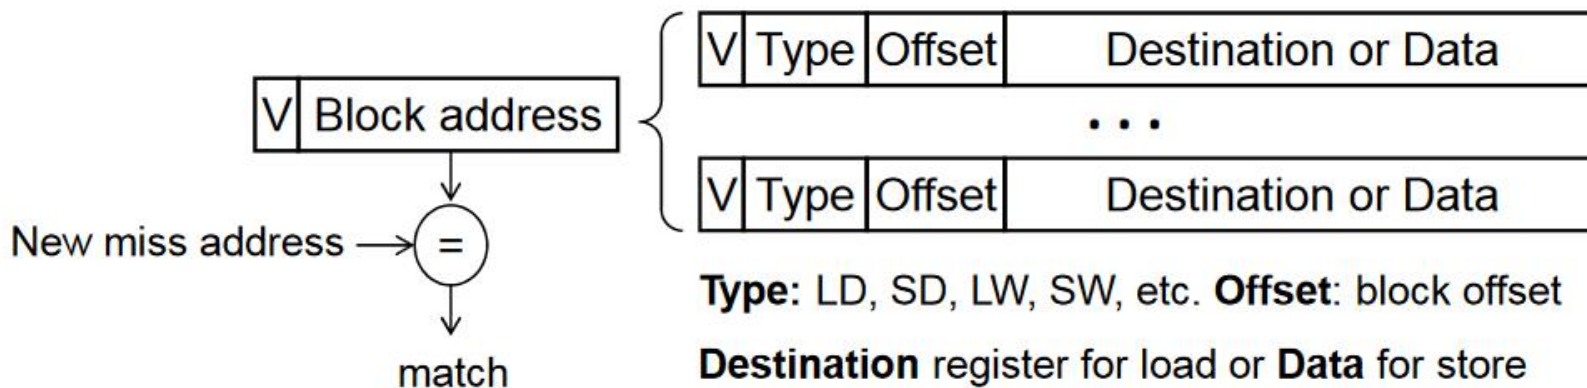 V Type Offset Destination or Data
V Block address
...
V Type Offset Destination or Data
New miss address
=
Type: LD, SD, LW, SW, etc. Offset: block offset
match
Destination register for load or Data for store